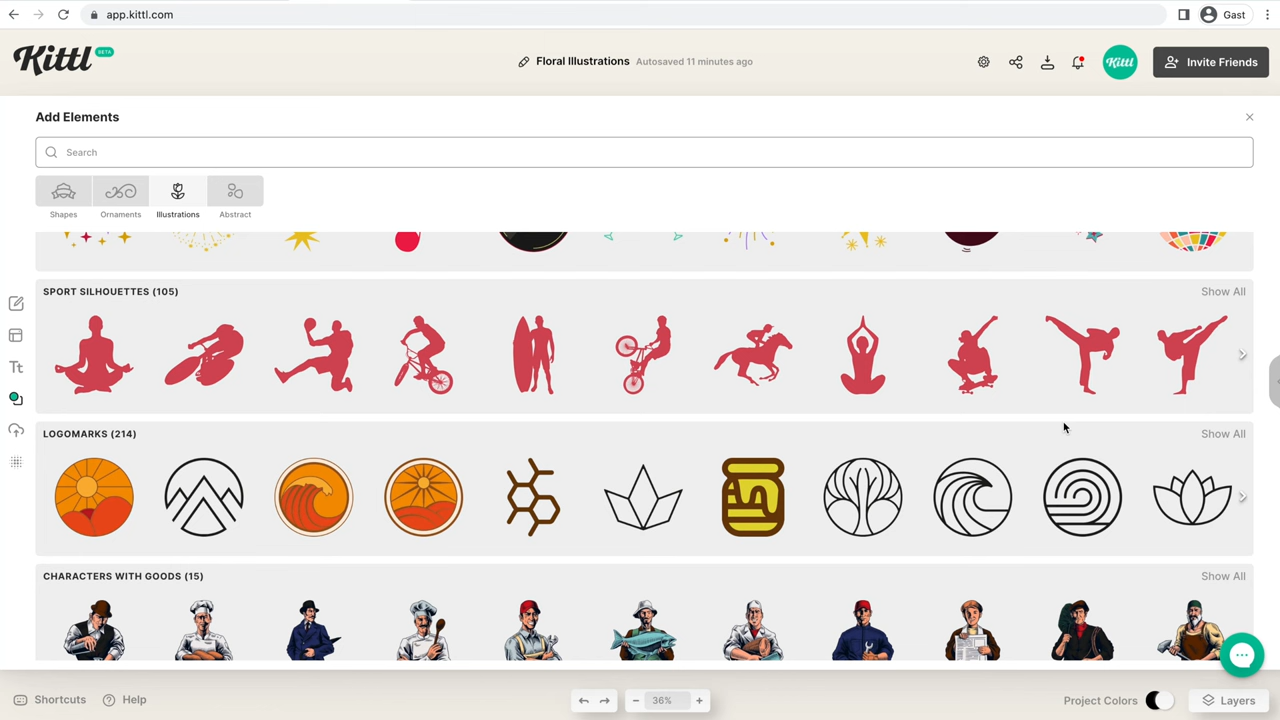 app.kittl.com
Gast
Kittl BETA
Floral Illustrations Autosaved 11 minutes ago
Kittl
Invite Friends
Add Elements
Search
Shapes Ornaments Illustrations Abstract
SPORT SILHOUETTES (105) Show All
Tt
LOGOMARKS (214) Show All
CHARACTERS WITH GOODS (15) Show All
Shortcuts Help 36% Project Colors Layers